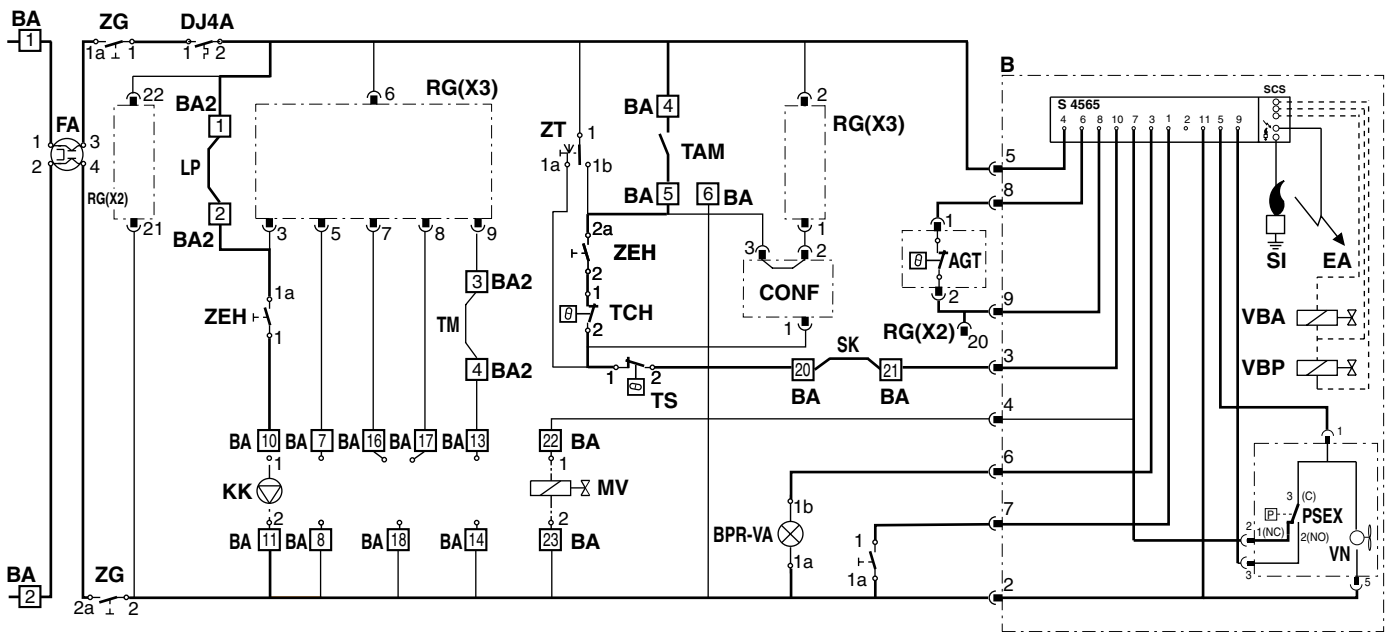 BA
1
ZG
1a 1
DJ4A
1 2
FA
1 3
2 4
22
RG(X2)
21
BA2
1
LP
2
BA2
6
RG(X3)
3 5 7 8 9
1a
ZEH
1
3
BA2
TM
4
BA2
ZT
1
1a 1b
BA
4
TAM
BA
5
6
BA
2a
ZEH
2
1
θ
TCH
2
2
RG(X3)
1
3 2
CONF
1
1 2
θ
TS
20
BA
SK
21
BA
1
θ
AGT
2
RG(X2)
20
BA 10
BA 7
BA 16
BA 17
BA 13
1
KK
2
BA 11
BA 8
BA 18
BA 14
22
BA
1
MV
2
23
BA
1b
BPR-VA
1a
1
1a
5
8
9
3
4
6
7
2
B
S 4565
4 6 8 10 7 3 1 2 11 5 9
SCS
SI
EA
VBA
VBP
1
3 (C)
P
PSEX
2
1(NC)
2(NO)
VN
3
5
BA
2
ZG
2a 2